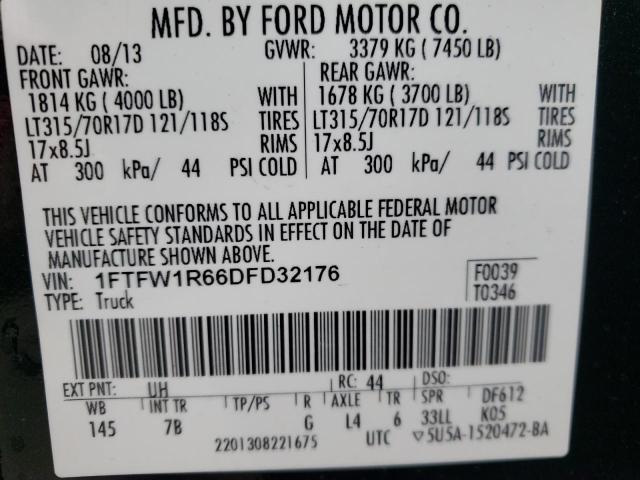 MFD. BY FORD MOTOR CO.
DATE: 08/13 GVWR: 3379 KG ( 7450 LB)
FRONT GAWR: REAR GAWR:
1814 KG ( 4000 LB) WITH 1678 KG ( 3700 LB) WITH
LT315/70R17D 121/118S TIRES LT315/70R17D 121/118S TIRES
17x8.5J RIMS 17x8.5J RIMS
AT 300 kPa/ 44 PSI COLD AT 300 kPa/ 44 PSI COLD
THIS VEHICLE CONFORMS TO ALL APPLICABLE FEDERAL MOTOR
VEHICLE SAFETY STANDARDS IN EFFECT ON THE DATE OF
MANUFACTURE SHOWN ABOVE.
VIN: 1FTFW1R66DFD32176 F0039
TYPE: Truck T0346
EXT PNT: UH RC: 44 DSO:
WB INT TR TP/PS R AXLE TR SPR DF612
145 7B G L4 6 33LL K05
2201308221675 UTC ▽5U5A-1520472-BA